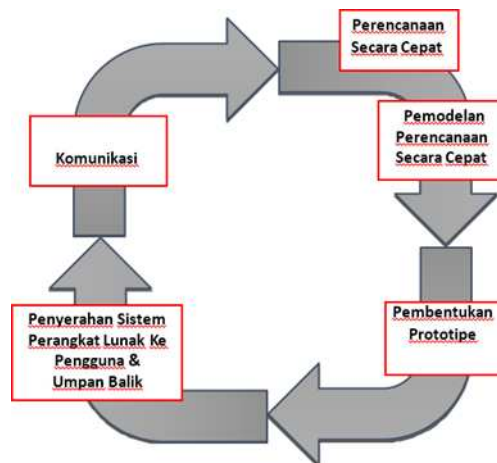 Perencanaan
Secara Cepat
Pemodelan
Perencanaan
Secara Cepat
Komunikasi
Pembentukan
Prototipe
Penyerahan Sistem
Perangkat Lunak Ke
Pengguna &
Umpan Balik